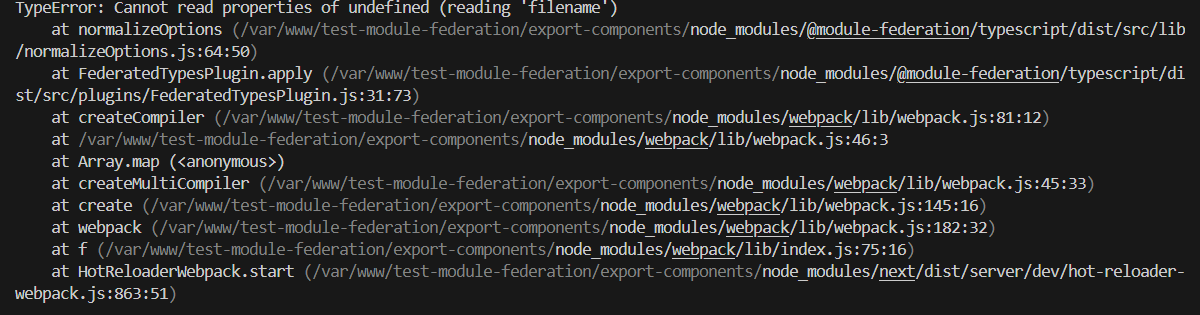 TypeError: Cannot read properties of undefined (reading 'filename')
at normalizeOptions (/var/www/test-module-federation/export-components/node_modules/@module-federation/typescript/dist/src/lib
/normalizeOptions.js:64:50)
at FederatedTypesPlugin.apply (/var/www/test-module-federation/export-components/node_modules/@module-federation/typescript/di
st/src/plugins/FederatedTypesPlugin.js:31:73)
at createCompiler (/var/www/test-module-federation/export-components/node_modules/webpack/lib/webpack.js:81:12)
at /var/www/test-module-federation/export-components/node_modules/webpack/lib/webpack.js:46:3
at Array.map (<anonymous>)
at createMultiCompiler (/var/www/test-module-federation/export-components/node_modules/webpack/lib/webpack.js:45:33)
at create (/var/www/test-module-federation/export-components/node_modules/webpack/lib/webpack.js:145:16)
at webpack (/var/www/test-module-federation/export-components/node_modules/webpack/lib/webpack.js:182:32)
at f (/var/www/test-module-federation/export-components/node_modules/webpack/lib/index.js:75:16)
at HotReloaderWebpack.start (/var/www/test-module-federation/export-components/node_modules/next/dist/server/dev/hot-reloader-
webpack.js:863:51)